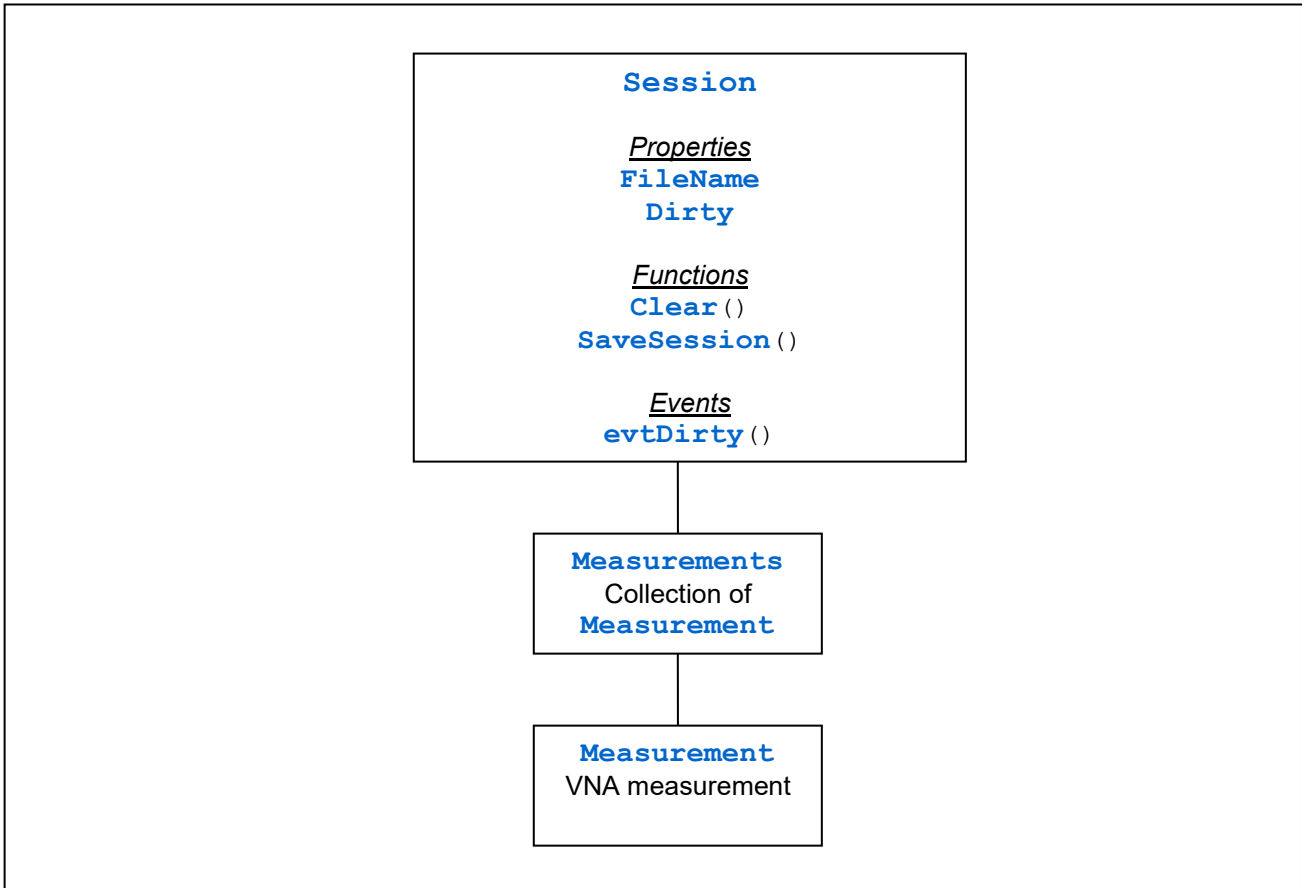 Session
Properties
FileName
Dirty
Functions
Clear()
SaveSession()
Events
evtDirty()
Measurements
Collection of
Measurement
Measurement
VNA measurement